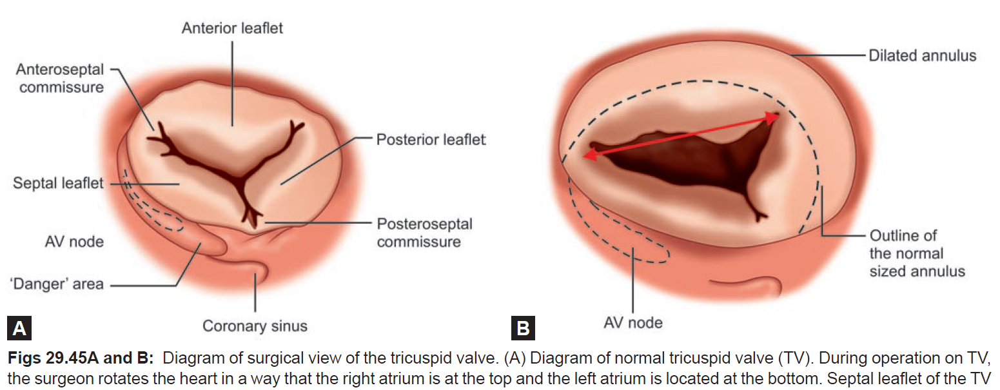 Anterior leaflet
Anteroseptal
commissure
Posterior leaflet
Septal leaflet
AV node
Posteroseptal
commissure
‘Danger’ area
Coronary sinus
A
Dilated annulus
Outline of
the normal
sized annulus
AV node
B
Figs 29.45A and B: Diagram of surgical view of the tricuspid valve. (A) Diagram of normal tricuspid valve (TV). During operation on TV,
the surgeon rotates the heart in a way that the right atrium is at the top and the left atrium is located at the bottom. Septal leaflet of the TV